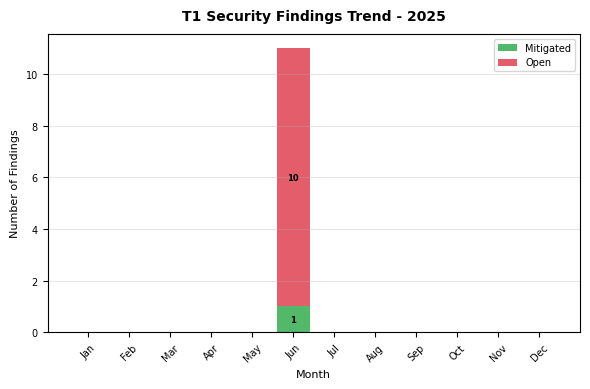 T1 Security Findings Trend - 2025
Mitigated
Open
Number of Findings
10
8
6
4
2
0
10
1
Jan
Feb
Mar
Apr
May
Jun
Jul
Aug
Sep
Oct
Nov
Dec
Month